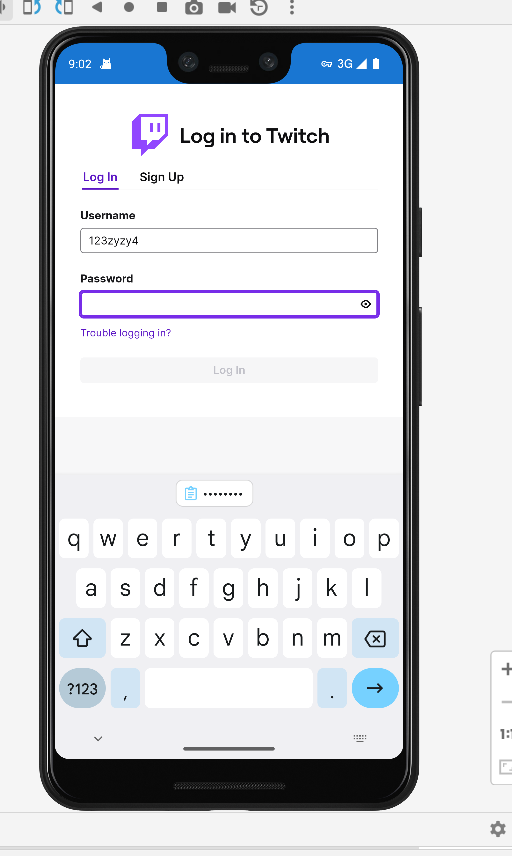 9:02 3G
Log in to Twitch
Log In Sign Up
Username
123zyzy4
Password
Trouble logging in?
Log In
••••••••
q w e r t y u i o p
a s d f g h j k l
z x c v b n m
?123 , .